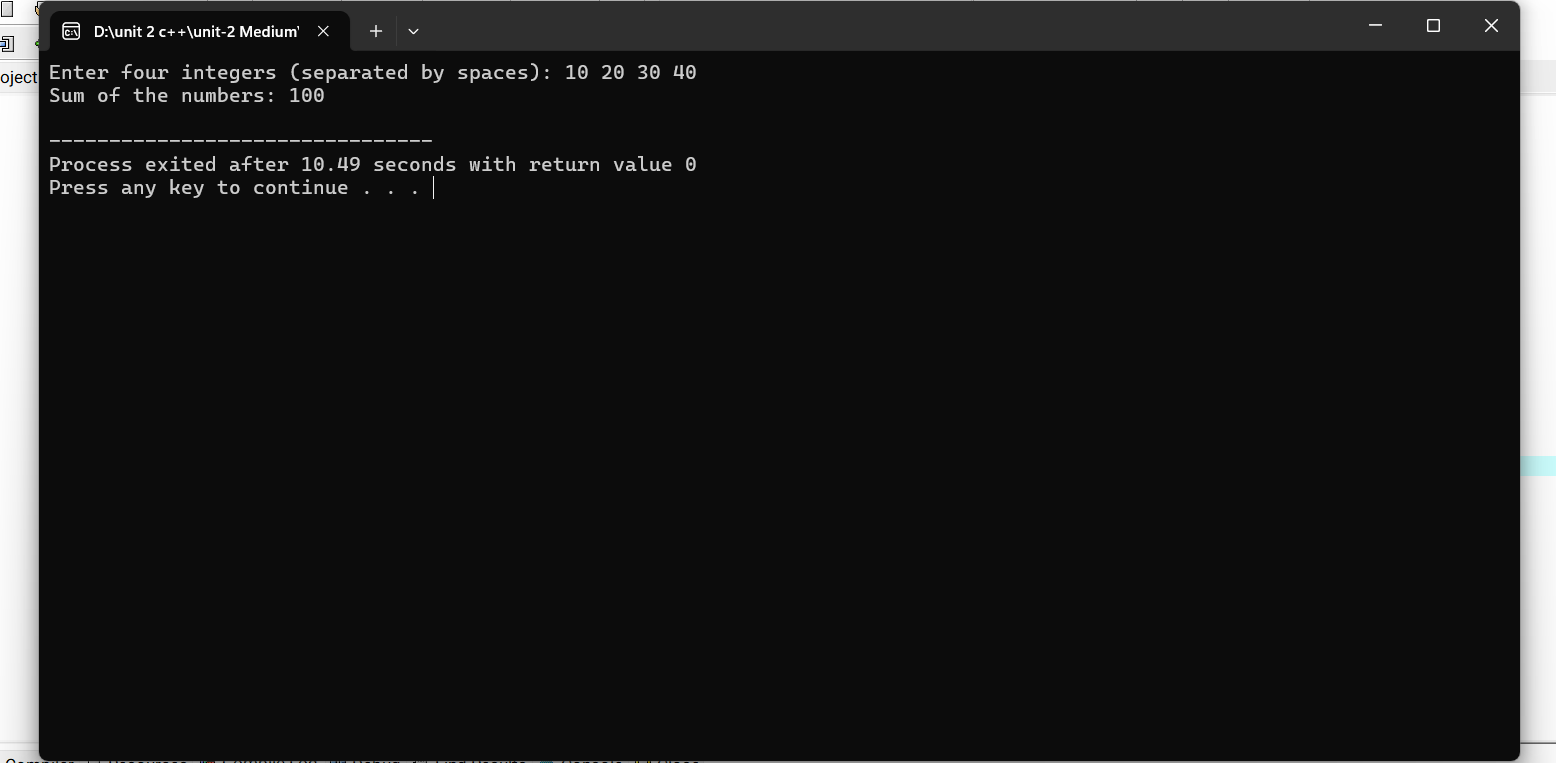 D:\unit 2 c++\unit-2 Medium\
oject
Enter four integers (separated by spaces): 10 20 30 40
Sum of the numbers: 100
--------------------------------
Process exited after 10.49 seconds with return value 0
Press any key to continue . . .